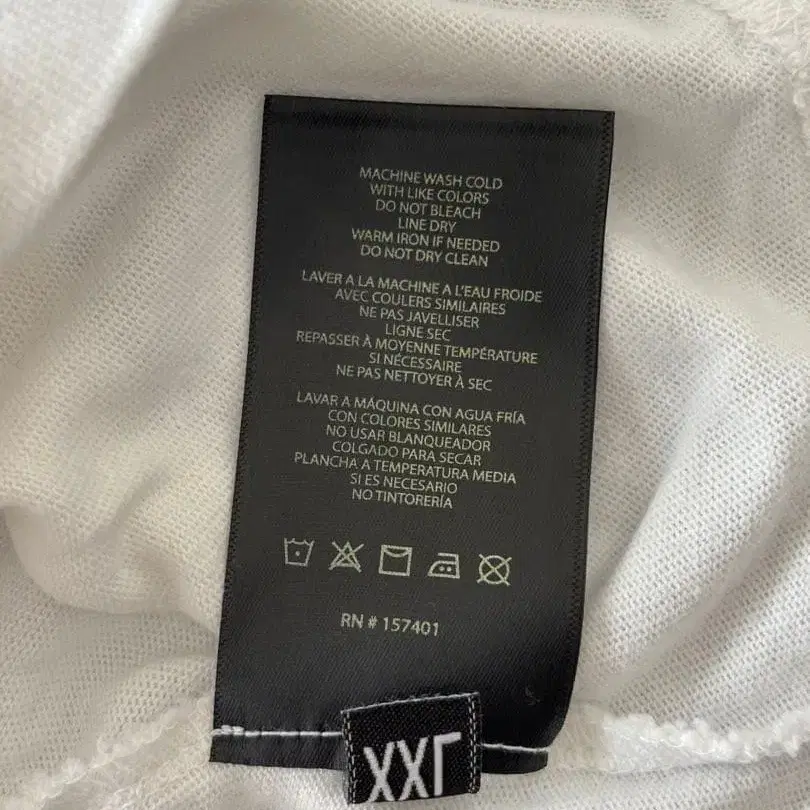 MACHINE WASH COLD
WITH LIKE COLORS
DO NOT BLEACH
LINE DRY
WARM IRON IF NEEDED
DO NOT DRY CLEAN
LAVER A LA MACHINE A L'EAU FROIDE
AVEC COULERS SIMILAIRES
NE PAS JAVELLISER
LIGNE SEC
REPASSER À MOYENNE TEMPÉRATURE
SI NÉCESSAIRE
NE PAS NETTOYER À SEC
LAVAR A MÁQUINA CON AGUA FRÍA
CON COLORES SIMILARES
NO USAR BLANQUEADOR
COLGADO PARA SECAR
PLANCHA A TEMPERATURA MEDIA
SI ES NECESARIO
NO TINTORERÍA
RN # 157401
XXL